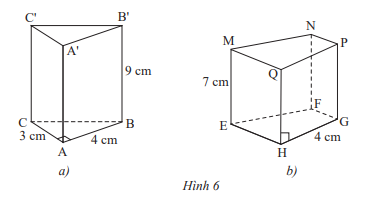 C' B'
A'
9 cm
C B
3 cm 4 cm
A
a)
N
M P
Q
7 cm
F
E G
4 cm
H
b)
Hình 6